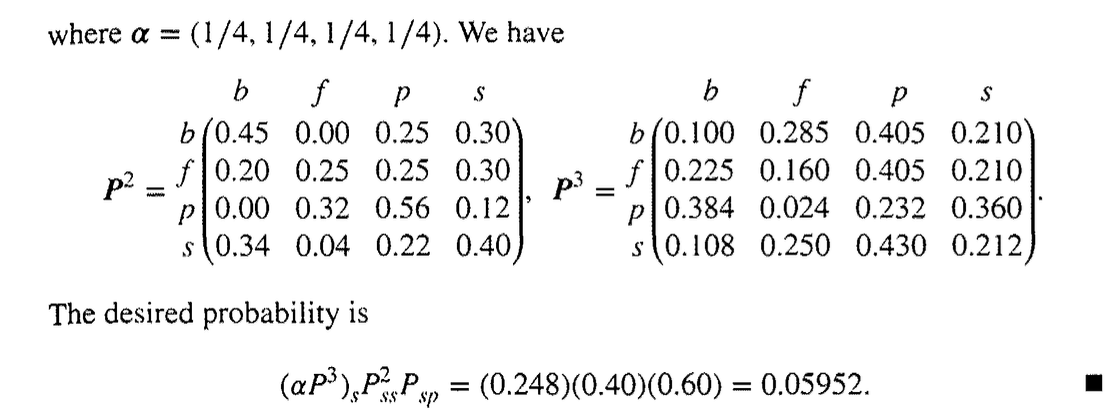 where α = (1/4, 1/4, 1/4, 1/4). We have
b f p s b f p s
b 0.45 0.00 0.25 0.30 b 0.100 0.285 0.405 0.210
f 0.20 0.25 0.25 0.30 f 0.225 0.160 0.405 0.210
P² = , P³ = .
p 0.00 0.32 0.56 0.12 p 0.384 0.024 0.232 0.360
s 0.34 0.04 0.22 0.40 s 0.108 0.250 0.430 0.212
The desired probability is
(αP³)ₛP²ₛₛPₛₚ = (0.248)(0.40)(0.60) = 0.05952. ■